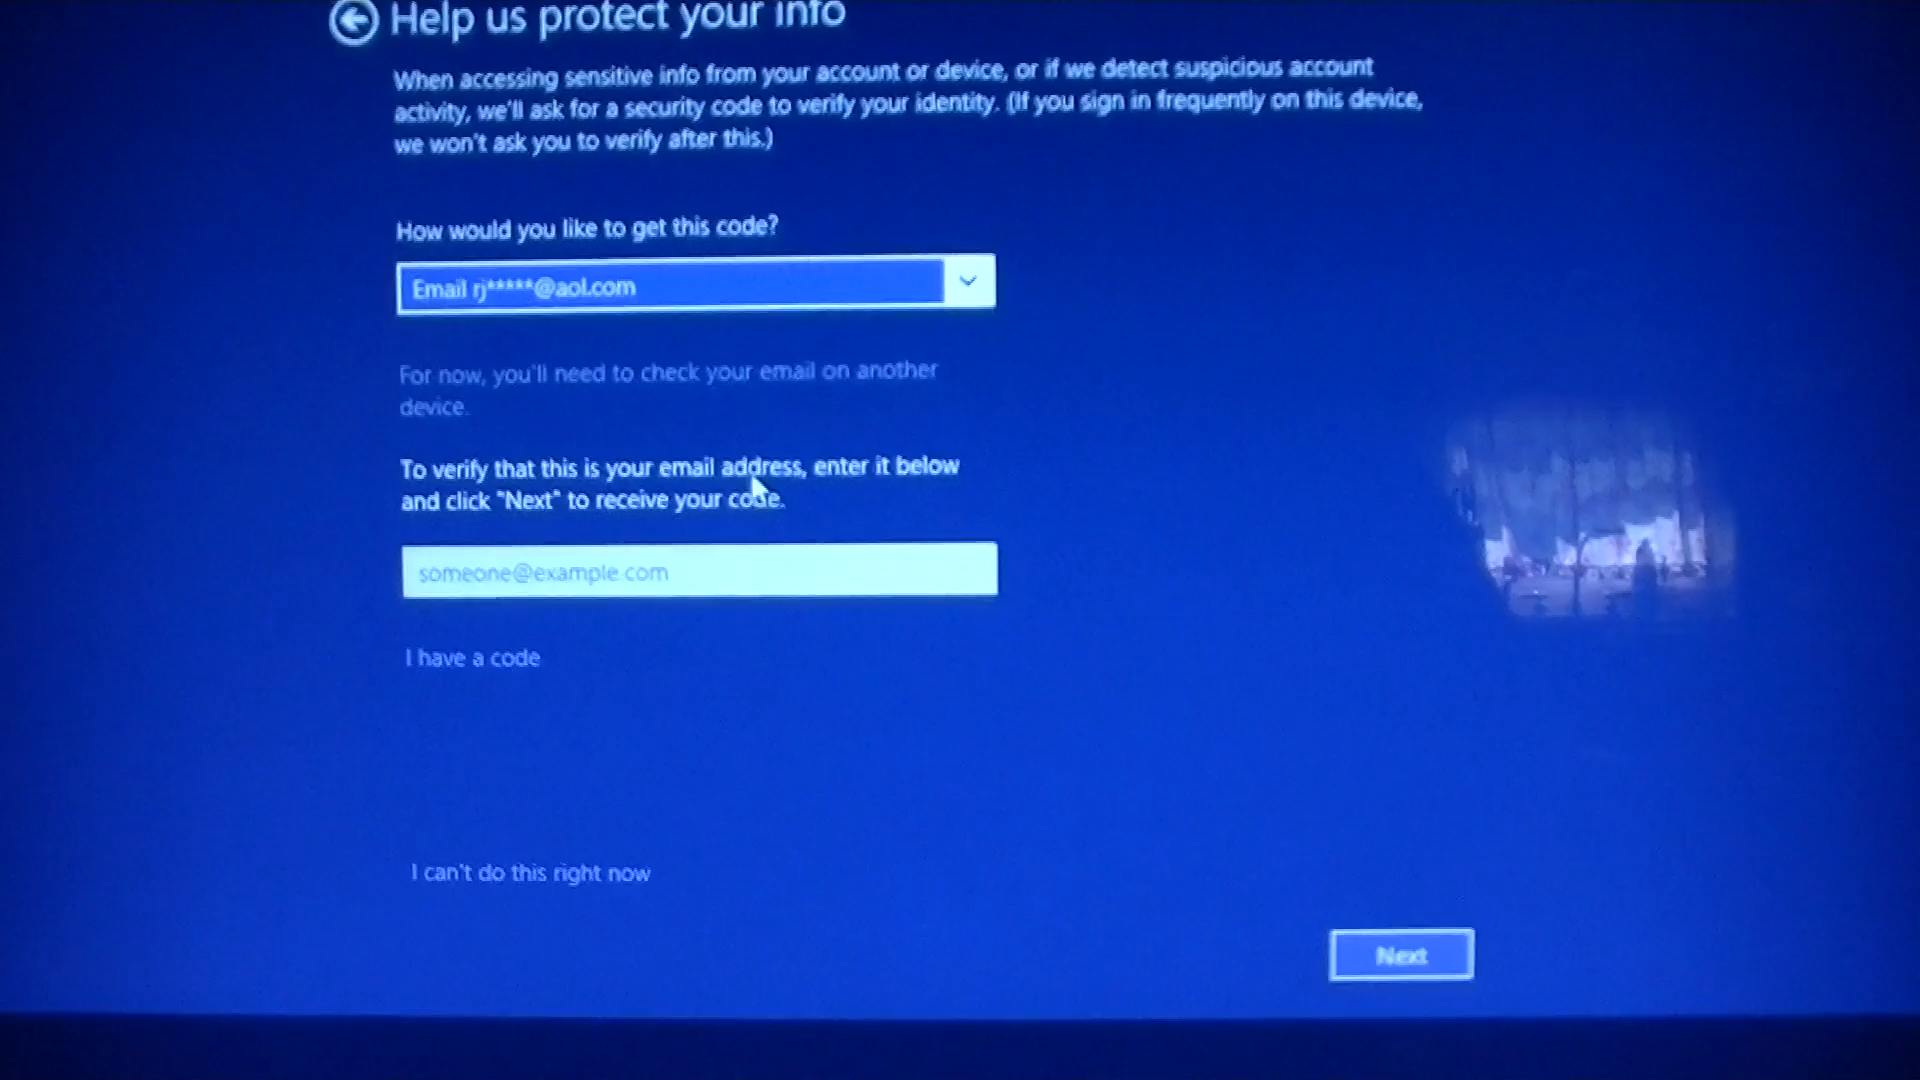 Help us protect your info
When accessing sensitive info from your account or device, or if we detect suspicious account
activity, we'll ask for a security code to verify your identity. (If you sign in frequently on this device,
we won't ask you to verify after this.)
How would you like to get this code?
Email rj*****@aol.com
For now, you'll need to check your email on another
device.
To verify that this is your email address, enter it below
and click "Next" to receive your code.
someone@example.com
I have a code
I can't do this right now
Next